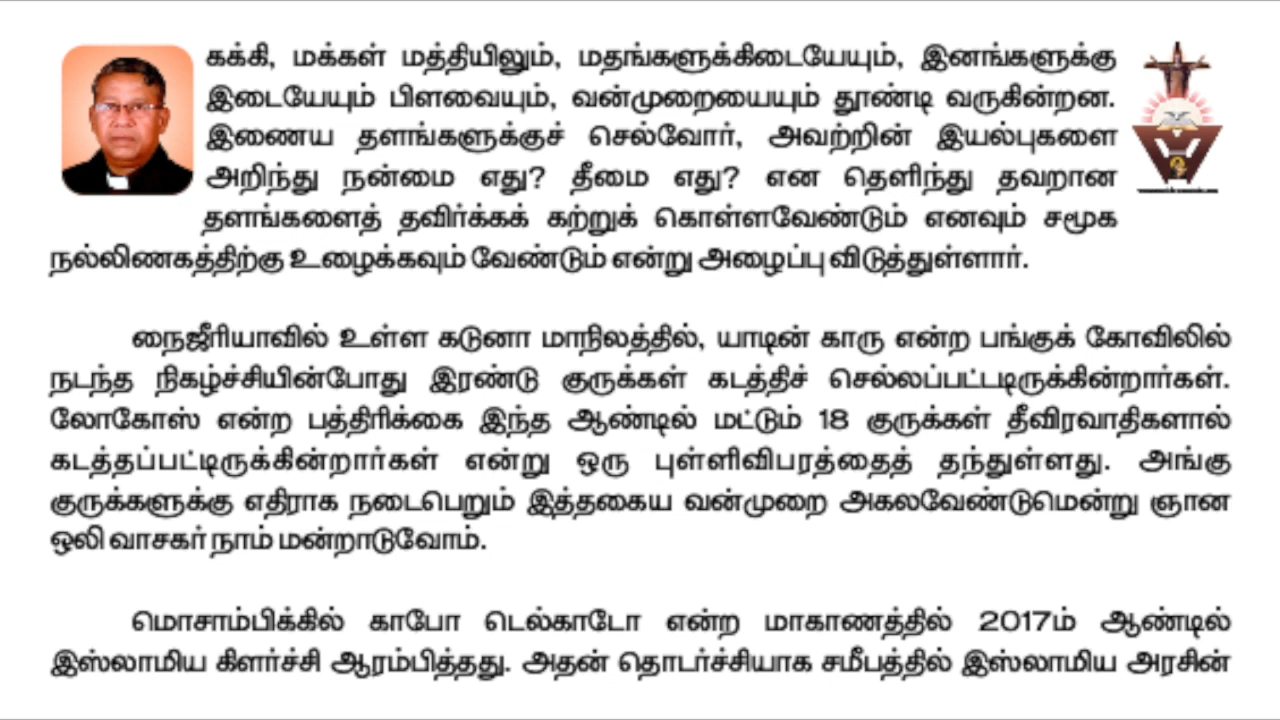 கக்கி, மக்கள் மத்தியிலும், மதங்களுக்கிடையேயும், இனங்களுக்கு
இடையேயும் பிளவையும், வன்முறையையும் தூண்டி வருகின்றன.
இணைய தளங்களுக்குச் செல்வோர், அவற்றின் இயல்புகளை
அறிந்து நன்மை எது? தீமை எது? என தெளிந்து தவறான
தளங்களைத் தவிர்க்கக் கற்றுக் கொள்ளவேண்டும் எனவும் சமூக
நல்லிணகத்திற்கு உழைக்கவும் வேண்டும் என்று அழைப்பு விடுத்துள்ளார்.
நைஜீரியாவில் உள்ள கடுனா மாநிலத்தில், யாடின் காரு என்ற பங்குக் கோவிலில்
நடந்த நிகழ்ச்சியின்போது இரண்டு குருக்கள் கடத்திச் செல்லப்பட்டடிருக்கின்றார்கள்.
லோகோஸ் என்ற பத்திரிக்கை இந்த ஆண்டில் மட்டும் 18 குருக்கள் தீவிரவாதிகளால்
கடத்தப்பட்டிருக்கின்றார்கள் என்று ஒரு புள்ளிவிபரத்தைத் தந்துள்ளது. அங்கு
குருக்களுக்கு எதிராக நடைபெறும் இத்தகைய வன்முறை அகலவேண்டுமென்று ஞான
ஒலி வாசகர் நாம் மன்றாடுவோம்.
மொசாம்பிக்கில் காபோ டெல்காடோ என்ற மாகாணத்தில் 2017ம் ஆண்டில்
இஸ்லாமிய கிளர்ச்சி ஆரம்பித்தது. அதன் தொடர்ச்சியாக சமீபத்தில் இஸ்லாமிய அரசின்